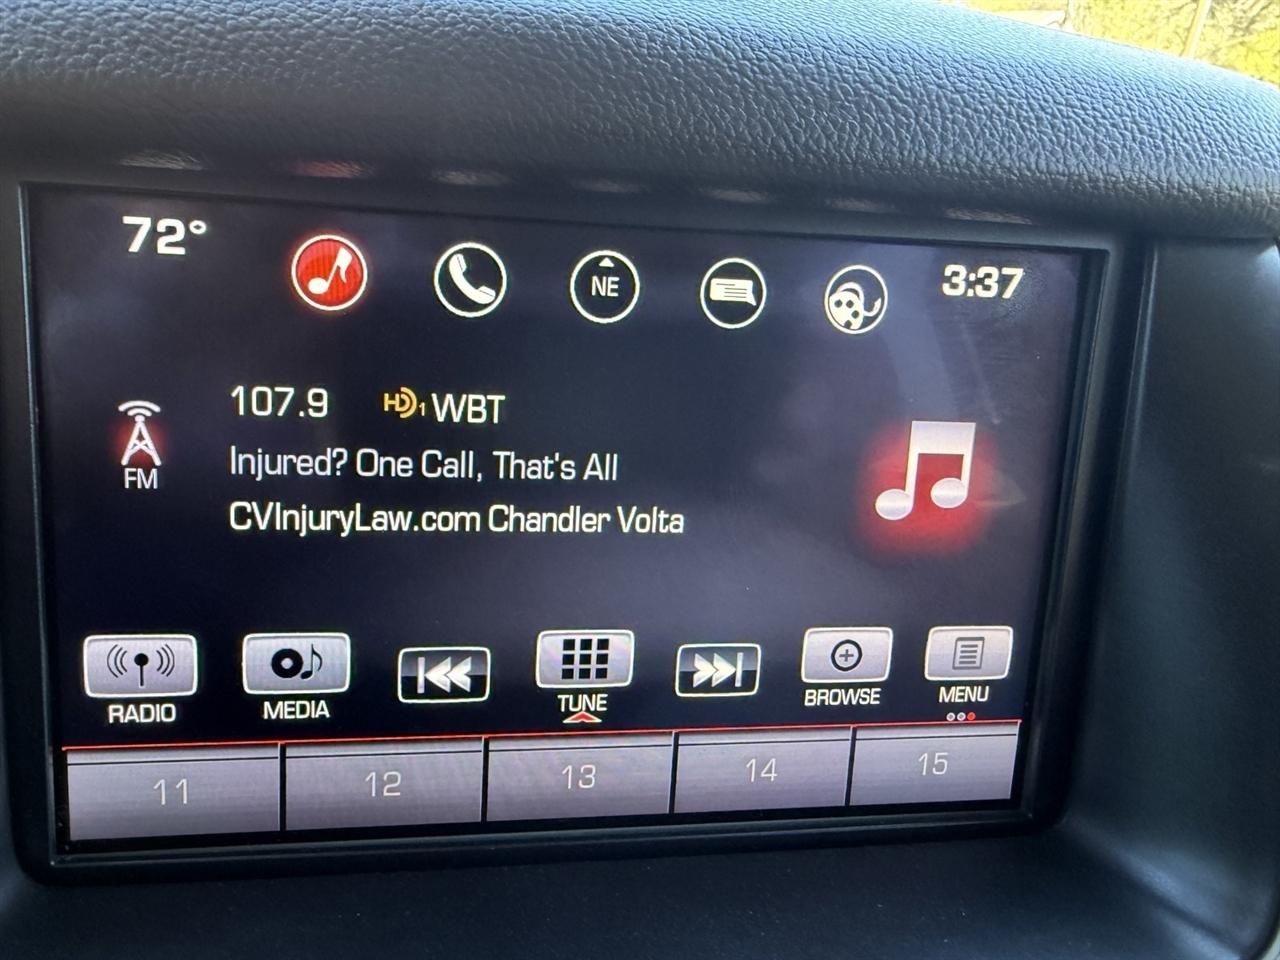 72°
NE
3:37
107.9 HD1 WBT
FM
Injured? One Call, That's All
CVInjuryLaw.com Chandler Volta
RADIO
MEDIA
TUNE
BROWSE
MENU
11 12 13 14 15